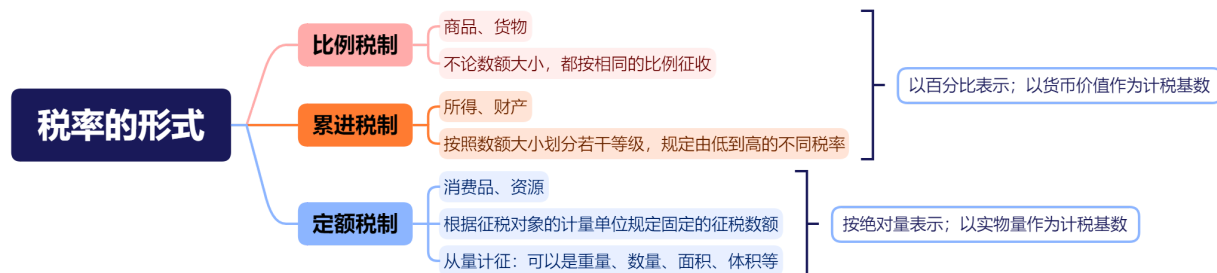 税率的形式
比例税制
商品、货物
不论数额大小，都按相同的比例征收
累进税制
所得、财产
按照数额大小划分若干等级，规定由低到高的不同税率
以百分比表示；以货币价值作为计税基数
定额税制
消费品、资源
根据征税对象的计量单位规定固定的征税数额
从量计征：可以是重量、数量、面积、体积等
按绝对量表示；以实物量作为计税基数